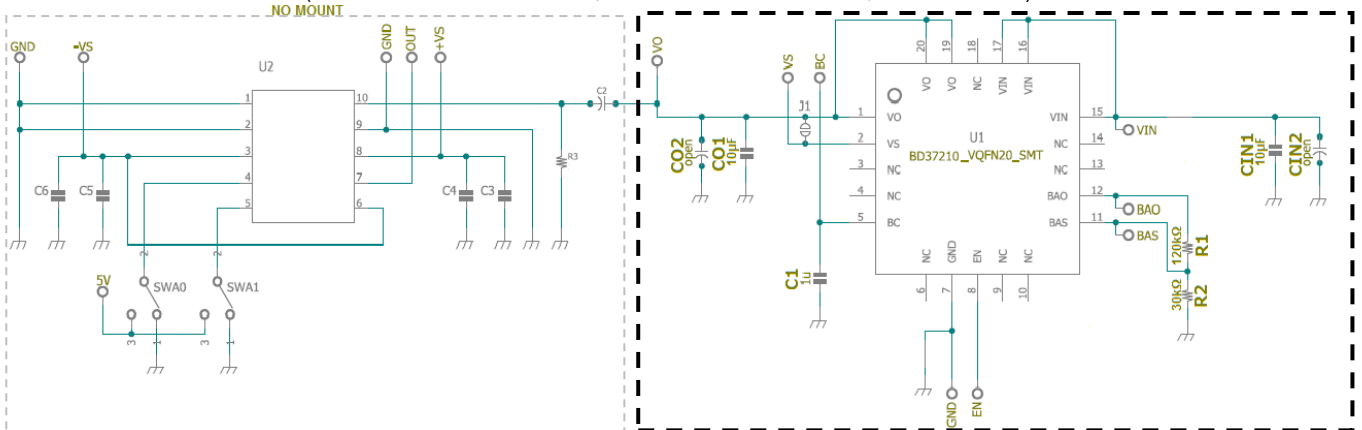 NO MOUNT
GND
-VS
GND
OUT
+VS
U2
1
2
3
4
5
10
9
8
7
6
C2
R3
C6
C5
C4
C3
2
2
5V
SWA0
SWA1
3
1
3
1
VO
VS
BC
J1
CO2
open
CO1
10μF
C1
1u
20
19
18
17
16
VO
VO
NC
VIN
VIN
1
2
3
4
5
VO
VS
NC
NC
BC
U1
BD37210_VQFN20_SMT
VIN
NC
NC
BAO
BAS
15
14
13
12
11
NC
GND
EN
NC
NC
6
7
8
9
10
GND
EN
VIN
BAO
BAS
120kΩ
R1
30kΩ
R2
CIN1
10μF
CIN2
open